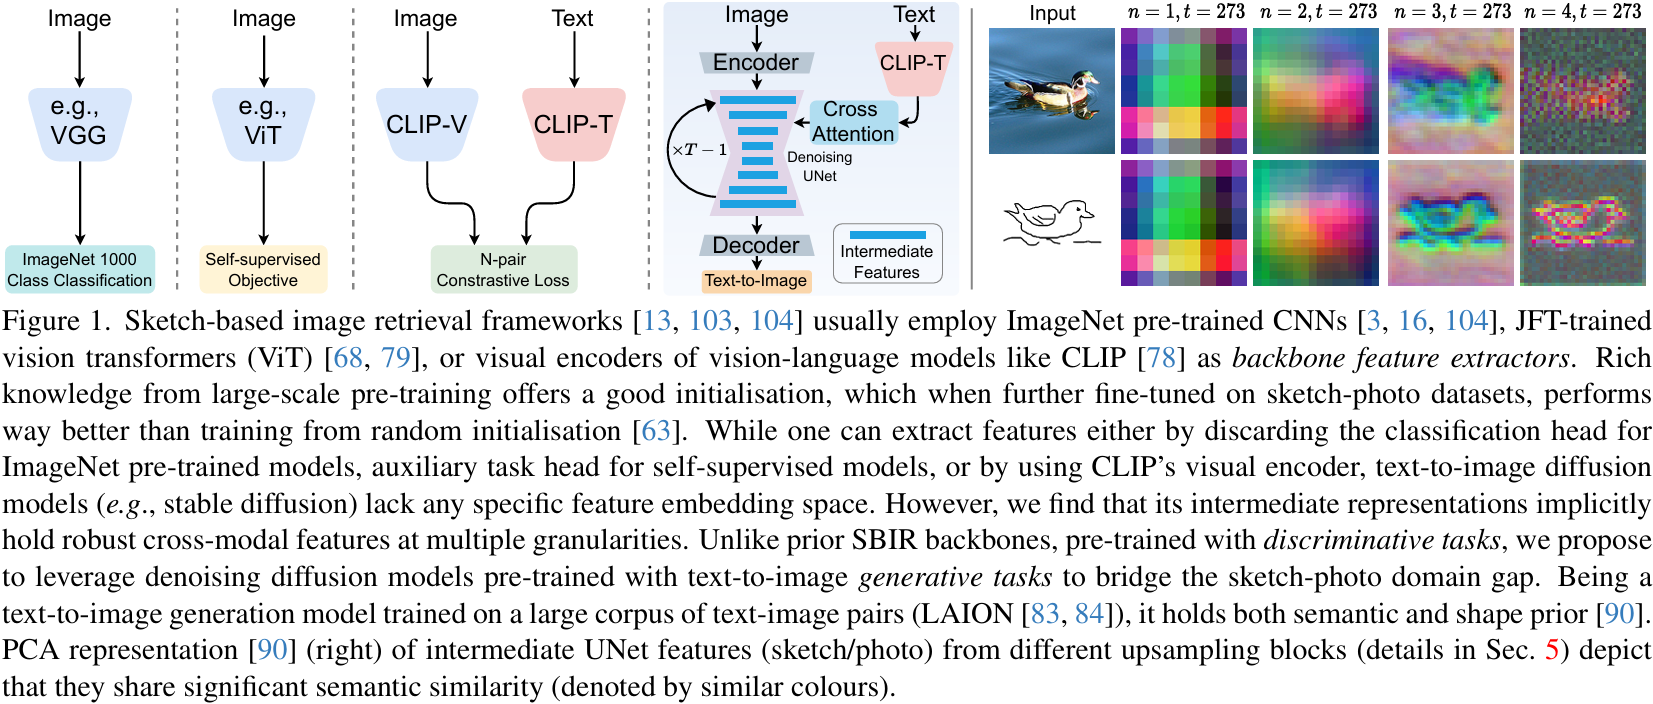 Image
e.g.,
VGG
ImageNet 1000
Class Classification
Image
e.g.,
ViT
Self-supervised
Objective
Image
Text
CLIP-V
CLIP-T
N-pair
Constrastive Loss
Image
Text
Encoder
CLIP-T
Cross
Attention
×T − 1
Denoising
UNet
Decoder
Text-to-Image
Intermediate
Features
Input
n = 1, t = 273
n = 2, t = 273
n = 3, t = 273
n = 4, t = 273
Figure 1. Sketch-based image retrieval frameworks [13, 103, 104] usually employ ImageNet pre-trained CNNs [3, 16, 104], JFT-trained
vision transformers (ViT) [68, 79], or visual encoders of vision-language models like CLIP [78] as backbone feature extractors. Rich
knowledge from large-scale pre-training offers a good initialisation, which when further fine-tuned on sketch-photo datasets, performs
way better than training from random initialisation [63]. While one can extract features either by discarding the classification head for
ImageNet pre-trained models, auxiliary task head for self-supervised models, or by using CLIP's visual encoder, text-to-image diffusion
models (e.g., stable diffusion) lack any specific feature embedding space. However, we find that its intermediate representations implicitly
hold robust cross-modal features at multiple granularities. Unlike prior SBIR backbones, pre-trained with discriminative tasks, we propose
to leverage denoising diffusion models pre-trained with text-to-image generative tasks to bridge the sketch-photo domain gap. Being a
text-to-image generation model trained on a large corpus of text-image pairs (LAION [83, 84]), it holds both semantic and shape prior [90].
PCA representation [90] (right) of intermediate UNet features (sketch/photo) from different upsampling blocks (details in Sec. 5) depict
that they share significant semantic similarity (denoted by similar colours).